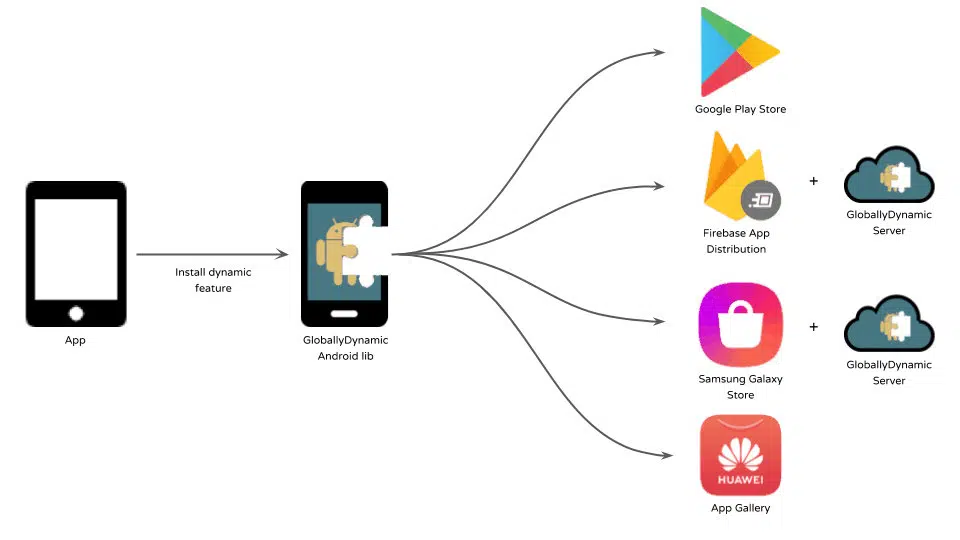 Google Play Store
Firebase App
Distribution
+
GloballyDynamic
Server
App
Install dynamic
feature
GloballyDynamic
Android lib
Samsung Galaxy
Store
+
GloballyDynamic
Server
HUAWEI
App Gallery